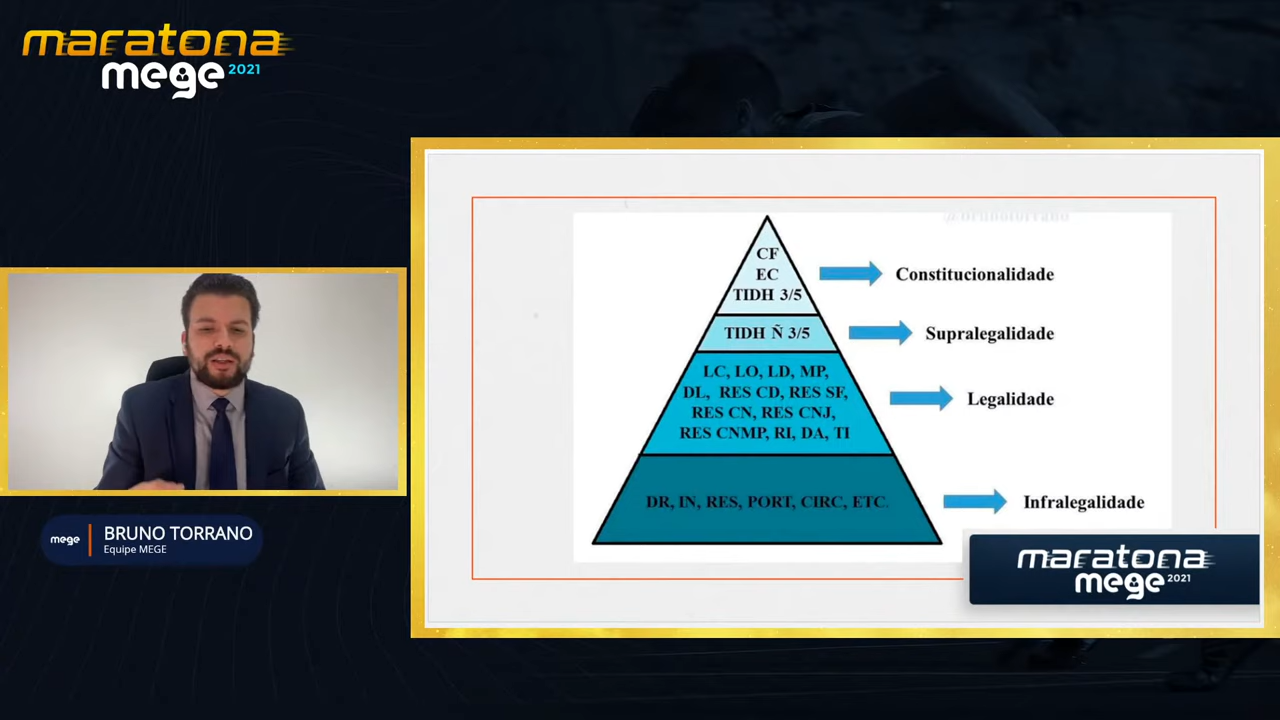 maratona
mege 2021
@brunotorrano
CF
EC
TIDH 3/5
Constitucionalidade
TIDH Ñ 3/5
Supralegalidade
LC, LO, LD, MP,
DL, RES CD, RES SF,
RES CN, RES CNJ,
RES CNMP, RI, DA, TI
Legalidade
DR, IN, RES, PORT, CIRC, ETC.
Infralegalidade
mege
BRUNO TORRANO
Equipe MEGE
maratona
mege 2021